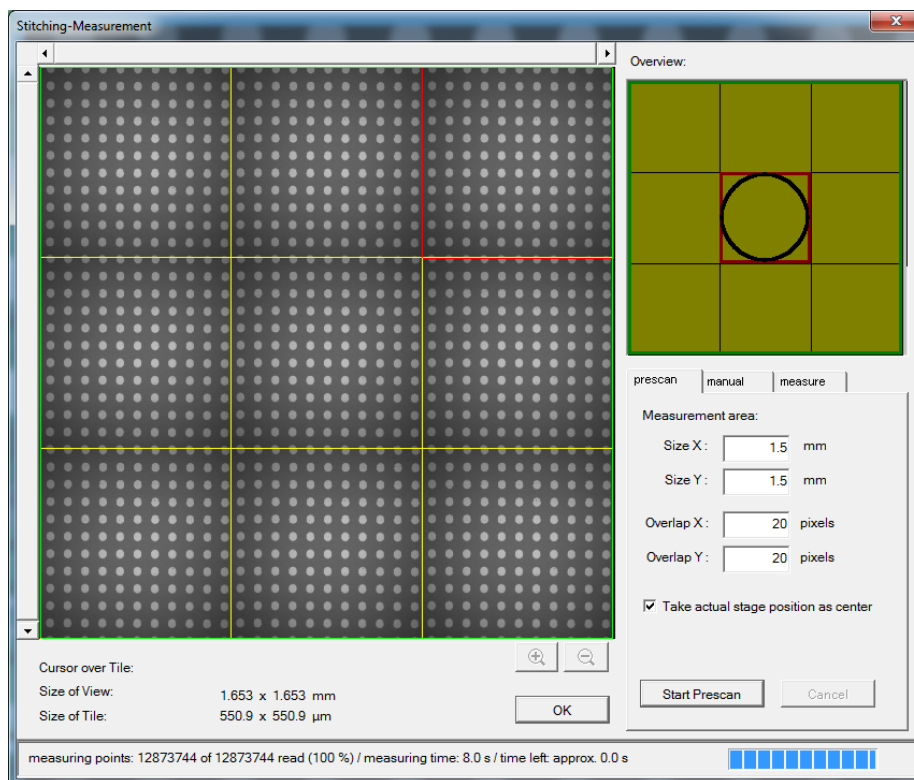 Stitching-Measurement
Overview:
prescan manual measure
Measurement area:
Size X : 1.5 mm
Size Y : 1.5 mm
Overlap X : 20 pixels
Overlap Y : 20 pixels
Take actual stage position as center
Start Prescan Cancel
Cursor over Tile:
Size of View: 1.653 x 1.653 mm
Size of Tile: 550.9 x 550.9 µm
OK
measuring points: 12873744 of 12873744 read (100 %) / measuring time: 8.0 s / time left: approx. 0.0 s